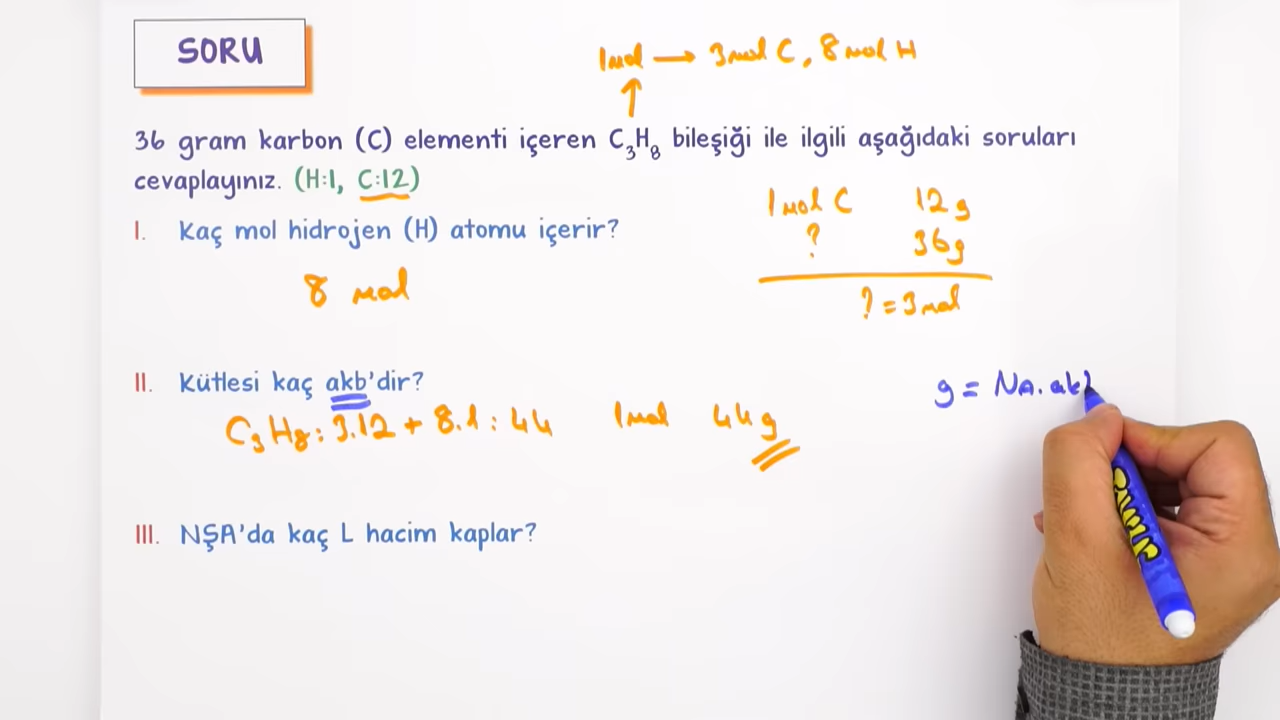 SORU
1mol → 3mol C, 8mol H
↑
36 gram karbon (C) elementi içeren C₃H₈ bileşiği ile ilgili aşağıdaki soruları
cevaplayınız. (H:1, C:12)
1mol C 12g
I. Kaç mol hidrojen (H) atomu içerir?
? 36g
8 mol
? = 3mol
II. Kütlesi kaç akb'dir?
g = NA.akb
C₃H₈: 3.12 + 8.1 : 44 1mol 44g
III. NŞA'da kaç L hacim kaplar?